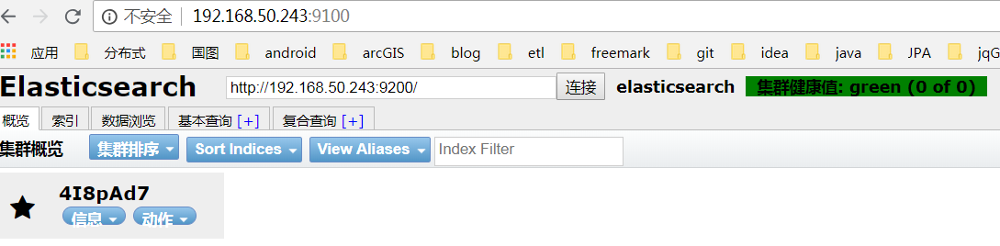 不安全 192.168.50.243:9100
应用 分布式 国图 android arcGIS blog etl freemark git idea java JPA jqG
Elasticsearch http://192.168.50.243:9200/ 连接 elasticsearch 集群健康值: green (0 of 0)
概览 索引 数据浏览 基本查询 [+] 复合查询 [+]
集群概览 集群排序 Sort Indices View Aliases Index Filter
4I8pAd7
信息 动作